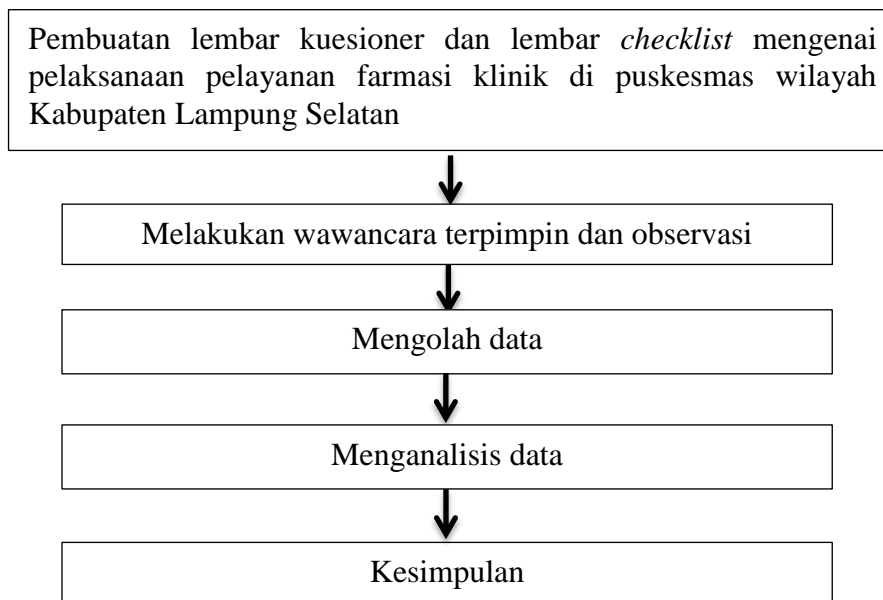 Pembuatan lembar kuesioner dan lembar checklist mengenai
pelaksanaan pelayanan farmasi klinik di puskesmas wilayah
Kabupaten Lampung Selatan
Melakukan wawancara terpimpin dan observasi
Mengolah data
Menganalisis data
Kesimpulan